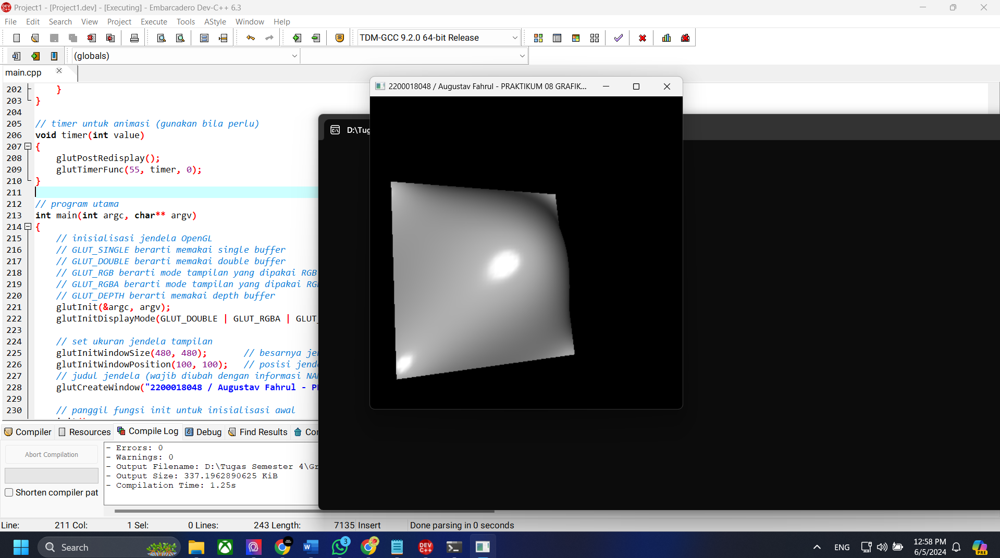 Project1 - [Project1.dev] - [Executing] - Embarcadero Dev-C++ 6.3
File Edit Search View Project Execute Tools AStyle Window Help
TDM-GCC 9.2.0 64-bit Release
(globals)
main.cpp
202 }
203 }
204
205 // timer untuk animasi (gunakan bila perlu)
206 void timer(int value)
207 {
208 glutPostRedisplay();
209 glutTimerFunc(55, timer, 0);
210 }
211
212 // program utama
213 int main(int argc, char** argv)
214 {
215 // inisialisasi jendela OpenGL
216 // GLUT_SINGLE berarti memakai single buffer
217 // GLUT_DOUBLE berarti memakai double buffer
218 // GLUT_RGB berarti mode tampilan yang dipakai RGB
219 // GLUT_RGBA berarti mode tampilan yang dipakai RG
220 // GLUT_DEPTH berarti memakai depth buffer
221 glutInit(&argc, argv);
222 glutInitDisplayMode(GLUT_DOUBLE | GLUT_RGBA | GLUT_
223
224 // set ukuran jendela tampilan
225 glutInitWindowSize(480, 480); // besarnya je
226 glutInitWindowPosition(100, 100); // posisi jend
227 // judul jendela (wajib diubah dengan informasi NA
228 glutCreateWindow("2200018048 / Augustav Fahrul - P
229
230 // panggil fungsi init untuk inisialisasi awal
2200018048 / Augustav Fahrul - PRAKTIKUM 08 GRAFIK...
D:\Tug
Compiler Resources Compile Log Debug Find Results Co
Abort Compilation
Shorten compiler pat
- Errors: 0
- Warnings: 0
- Output Filename: D:\Tugas Semester 4\Gr
- Output Size: 337.1962890625 KiB
- Compilation Time: 1.25s
Line: 211 Col: 1 Sel: 0 Lines: 243 Length: 7135 Insert Done parsing in 0 seconds
Search
3
ENG
12:58 PM
6/5/2024
PRE